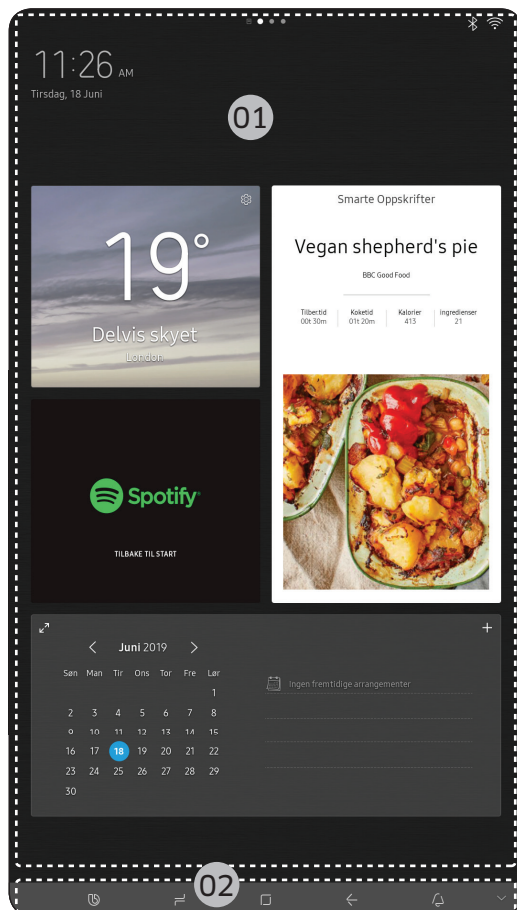 11:26 AM
Tirsdag, 18 Juni
01
19°
Delvis skyet
London
Smarte Oppskrifter
Vegan shepherd's pie
BBC Good Food
Tilber.tid Koketid Kalorier ingredienser
00t 30m 01t 20m 413 21
Spotify®
TILBAKE TIL START
Juni 2019
Søn Man Tir Ons Tor Fre Lør
1
2 3 4 5 6 7 8
9 10 11 12 13 14 15
16 17 18 19 20 21 22
23 24 25 26 27 28 29
30
Ingen fremtidige arrangementer
02